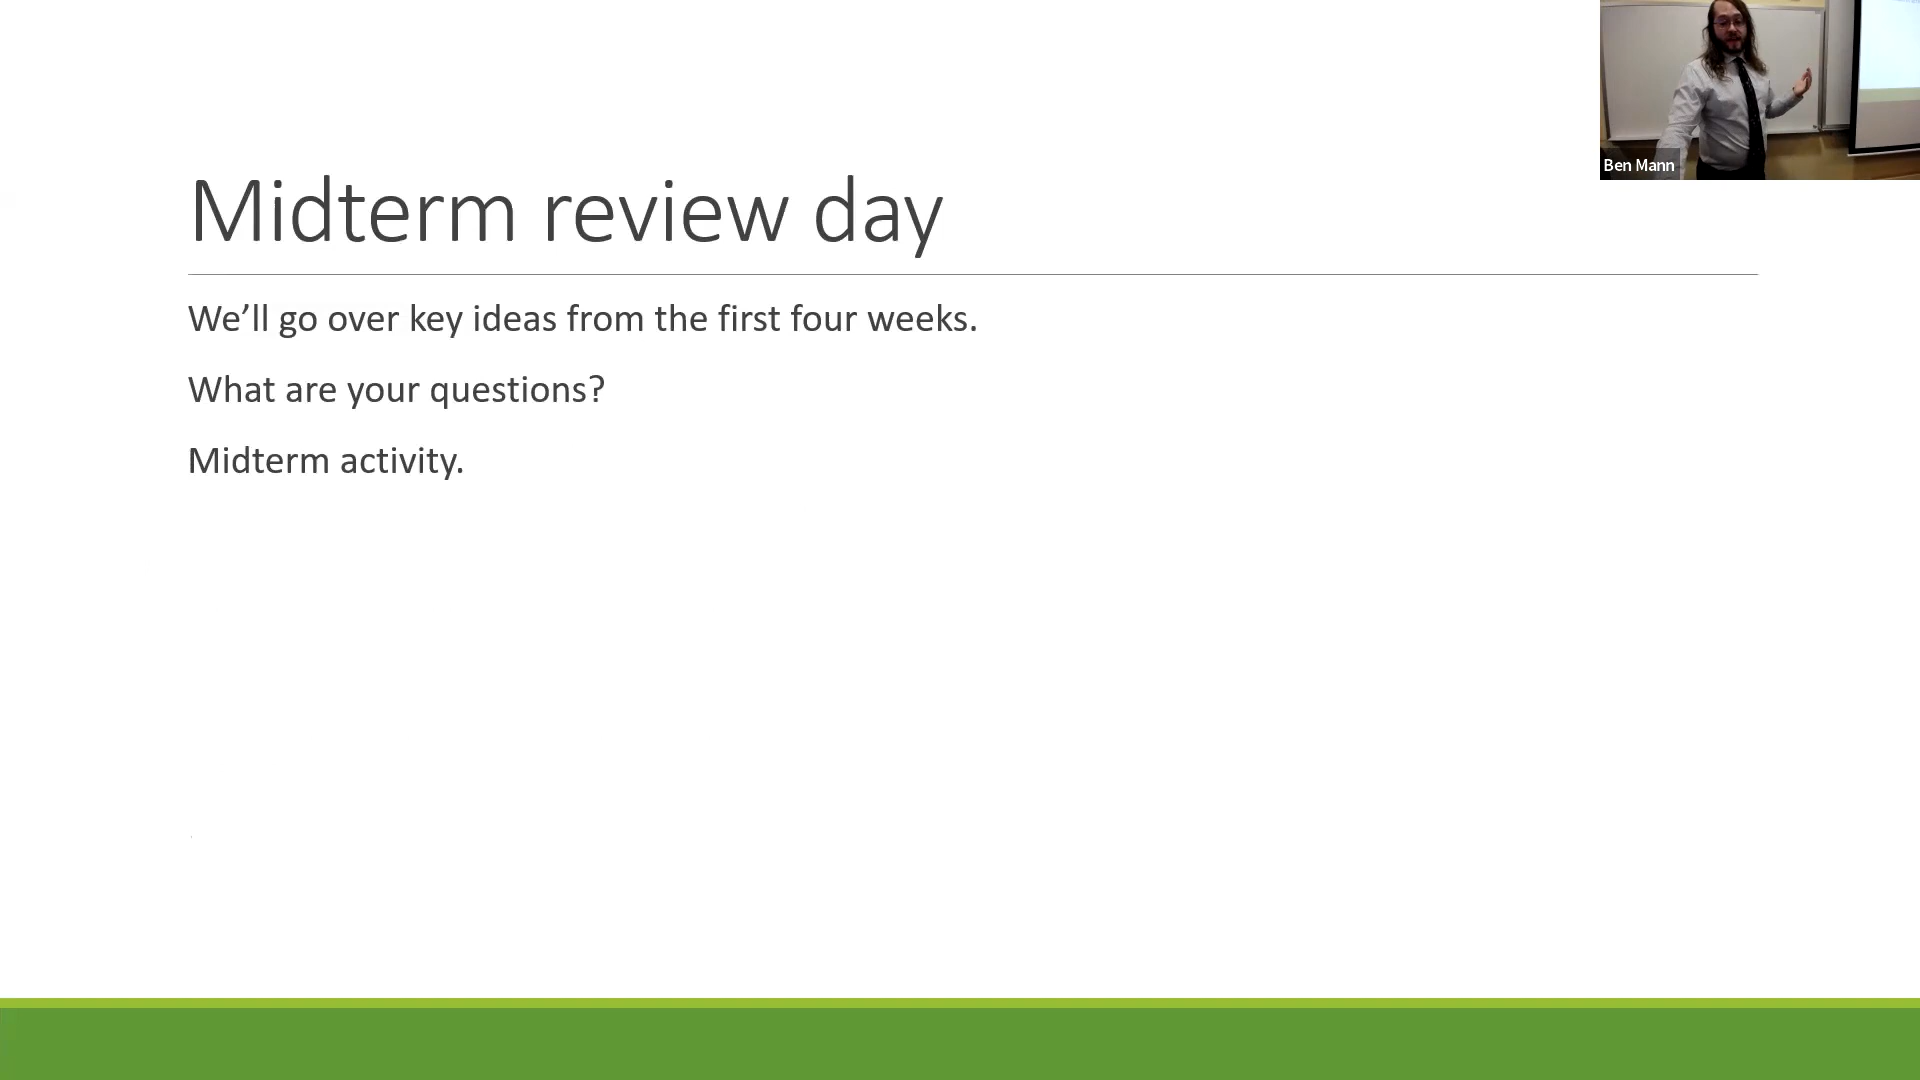 Ben Mann
Midterm review day
We’ll go over key ideas from the first four weeks.
What are your questions?
Midterm activity.